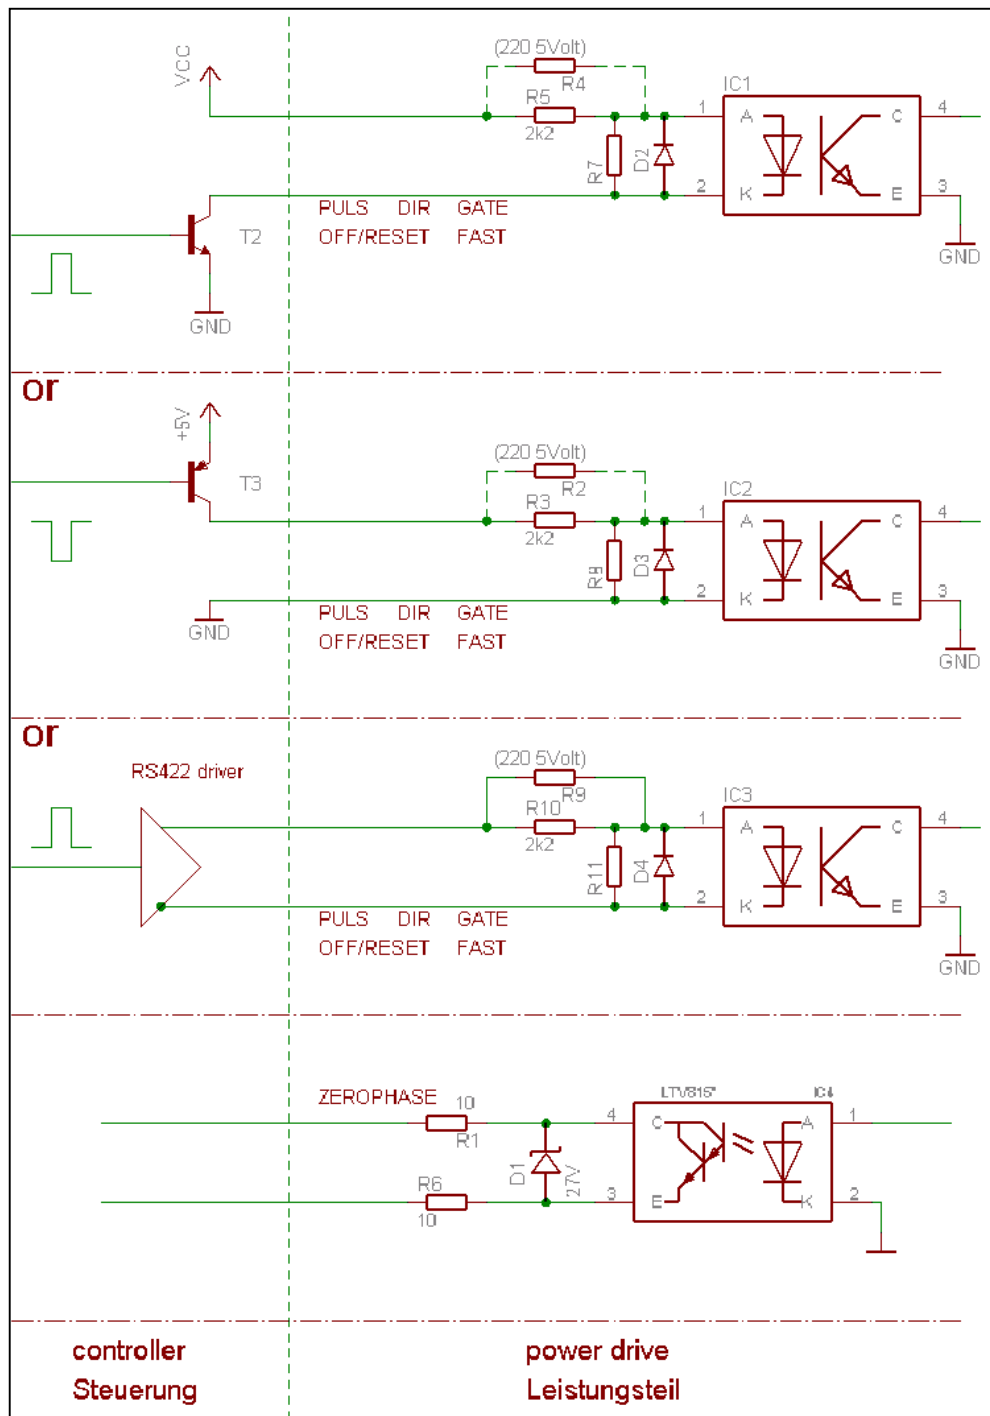 (220 5Volt)
R4
VCC
IC1
R5
1
4
A
C
2k2
R7
D2
2
3
K
E
PULS DIR GATE
OFF/RESET FAST
T2
GND
GND
or
+5V
(220 5Volt)
R2
T3
R3
IC2
1
4
A
C
2k2
D3
2
3
K
E
GND
PULS DIR GATE
OFF/RESET FAST
GND
or
RS422 driver
(220 5Volt)
R9
R10
IC3
1
4
A
C
2k2
R11
D4
2
3
K
E
PULS DIR GATE
OFF/RESET FAST
GND
ZEROPHASE
10
R1
4
C
A
1
D1
27V
R6
10
3
E
K
2
controller
Steuerung
power drive
Leistungsteil